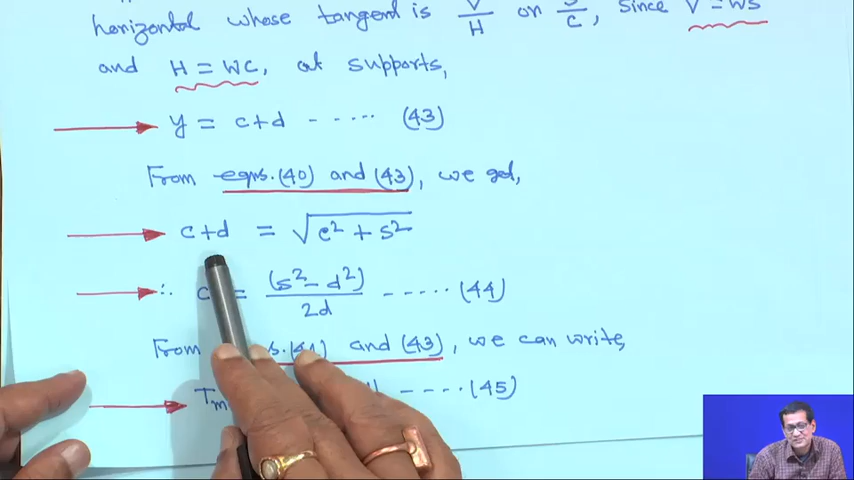 horizontal whose tangent is V/H or s/c, since V = WS
and H = WC, at supports,
y = c+d ----- (43)
From eqns.(40) and (43), we get,
c+d = √c² + s²
∴ c = (s² - d²)/2d ----- (44)
From and (43), we can write,
----- (45)